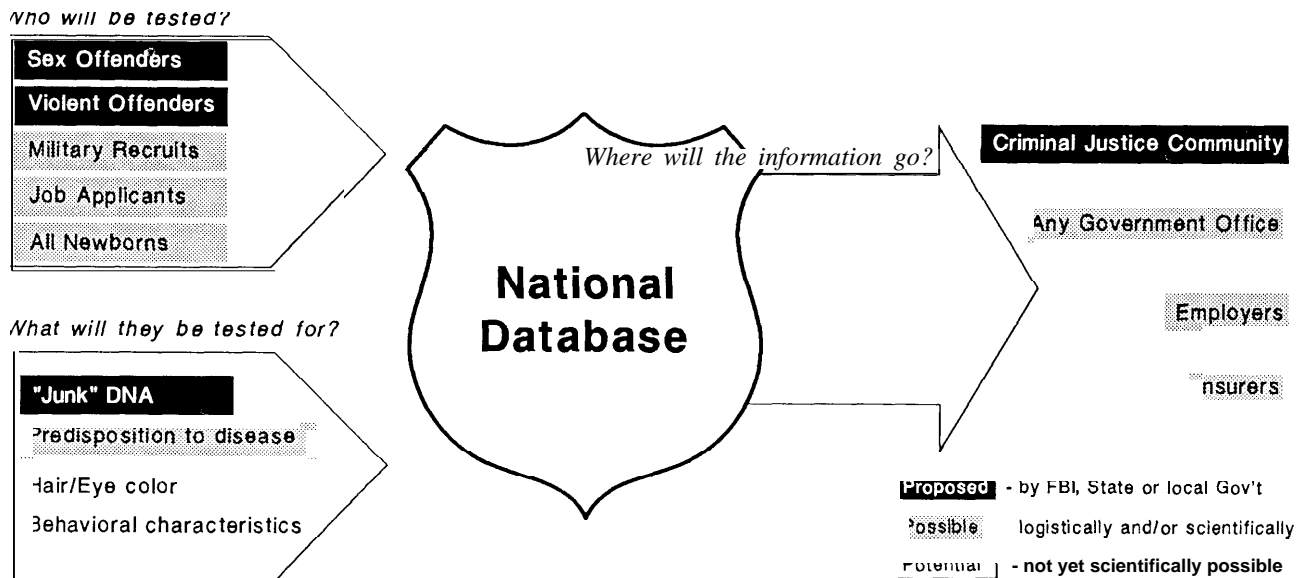 Who will be tested?
Sex Offenders
Violent Offenders
Military Recruits
Job Applicants
All Newborns
What will they be tested for?
"Junk" DNA
Predisposition to disease
Hair/Eye color
Behavioral characteristics
National
Database
Where will the information go?
Criminal Justice Community
Any Government Office
Employers
Insurers
Proposed - by FBI, State or local Gov't
Possible logistically and/or scientifically
Potential - not yet scientifically possible